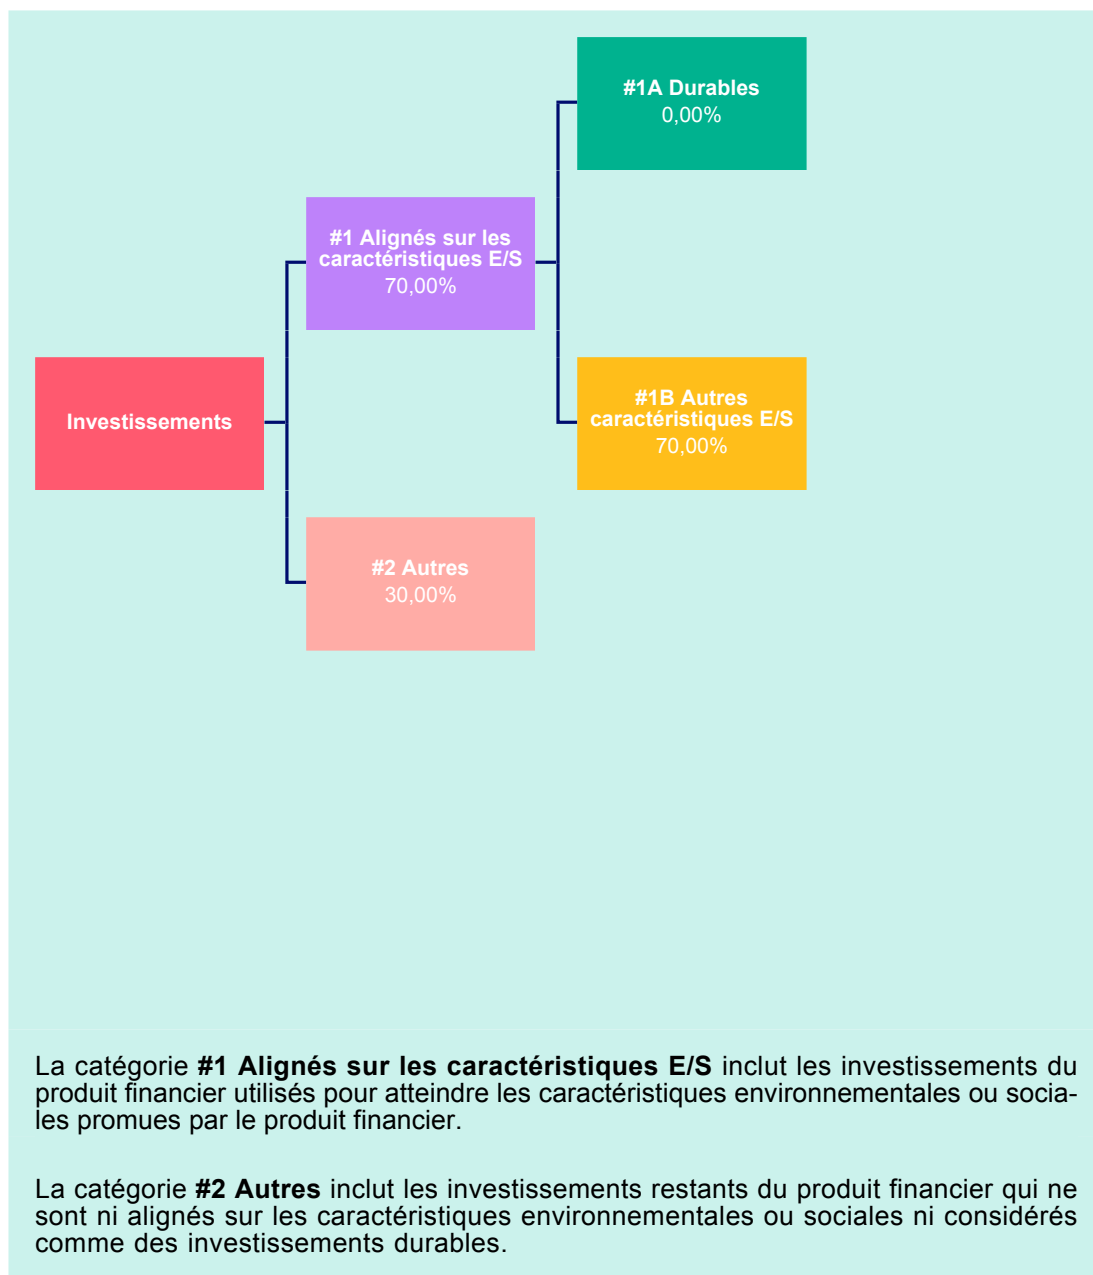 #1A Durables
0,00%
#1 Alignés sur les
caractéristiques E/S
70,00%
Investissements
#1B Autres
caractéristiques E/S
70,00%
#2 Autres
30,00%
La catégorie #1 Alignés sur les caractéristiques E/S inclut les investissements du
produit financier utilisés pour atteindre les caractéristiques environnementales ou socia-
les promues par le produit financier.
La catégorie #2 Autres inclut les investissements restants du produit financier qui ne
sont ni alignés sur les caractéristiques environnementales ou sociales ni considérés
comme des investissements durables.